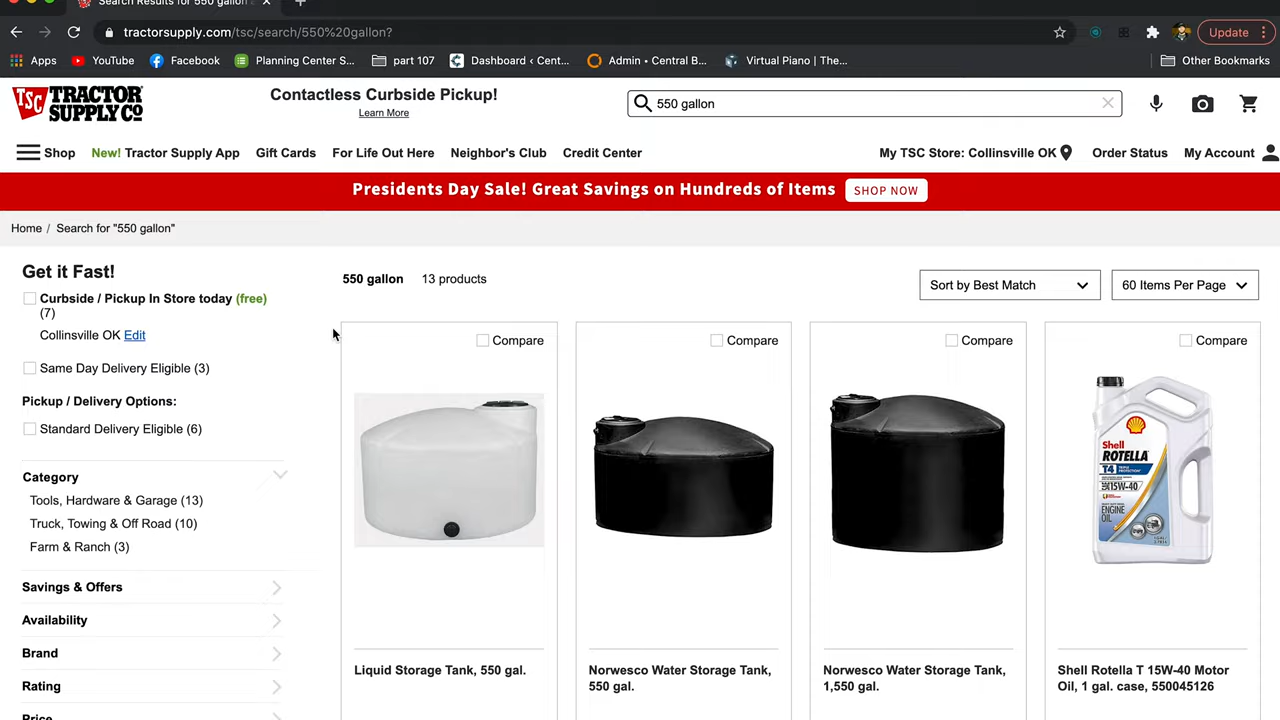 Search Results for "550 gallon
tractorsupply.com/tsc/search/550%20gallon?
Update
Apps
YouTube
Facebook
Planning Center S...
part 107
Dashboard ‹ Cent...
Admin • Central B...
Virtual Piano | The...
Other Bookmarks
TSC TRACTOR SUPPLY CO
Contactless Curbside Pickup!
Learn More
550 gallon
Shop
New! Tractor Supply App
Gift Cards
For Life Out Here
Neighbor's Club
Credit Center
My TSC Store: Collinsville OK
Order Status
My Account
Presidents Day Sale! Great Savings on Hundreds of Items
SHOP NOW
Home / Search for "550 gallon"
Get it Fast!
Curbside / Pickup In Store today (free)
(7)
Collinsville OK Edit
Same Day Delivery Eligible (3)
Pickup / Delivery Options:
Standard Delivery Eligible (6)
Category
Tools, Hardware & Garage (13)
Truck, Towing & Off Road (10)
Farm & Ranch (3)
Savings & Offers
Availability
Brand
Rating
Price
550 gallon
13 products
Sort by Best Match
60 Items Per Page
Compare
Liquid Storage Tank, 550 gal.
Compare
Norwesco Water Storage Tank,
550 gal.
Compare
Norwesco Water Storage Tank,
1,550 gal.
Compare
Shell
ROTELLA
T4 TRIPLE PROTECTION
15W-40
ENGINE
OIL
Shell Rotella T 15W-40 Motor
Oil, 1 gal. case, 550045126